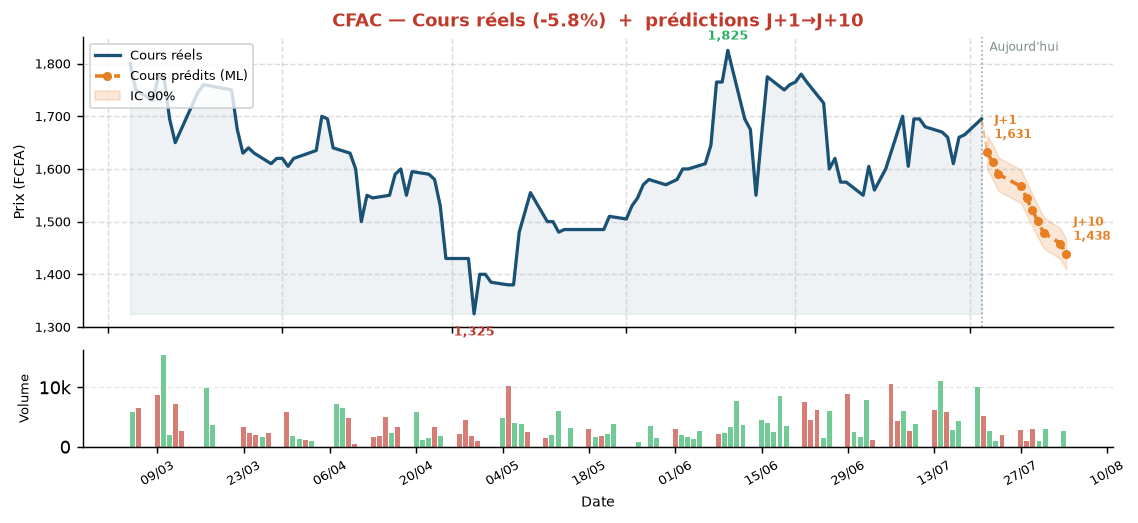 CFAC — Cours réels (-5.8%)  +  prédictions J+1→J+10
Cours réels
Cours prédits (ML)
IC 90%
1,825
Aujourd'hui
J+1
1,631
J+10
1,438
1,325
Prix (FCFA)
1,800
1,700
1,600
1,500
1,400
1,300
Volume
10k
0
09/03
23/03
06/04
20/04
04/05
18/05
01/06
15/06
29/06
13/07
27/07
10/08
Date